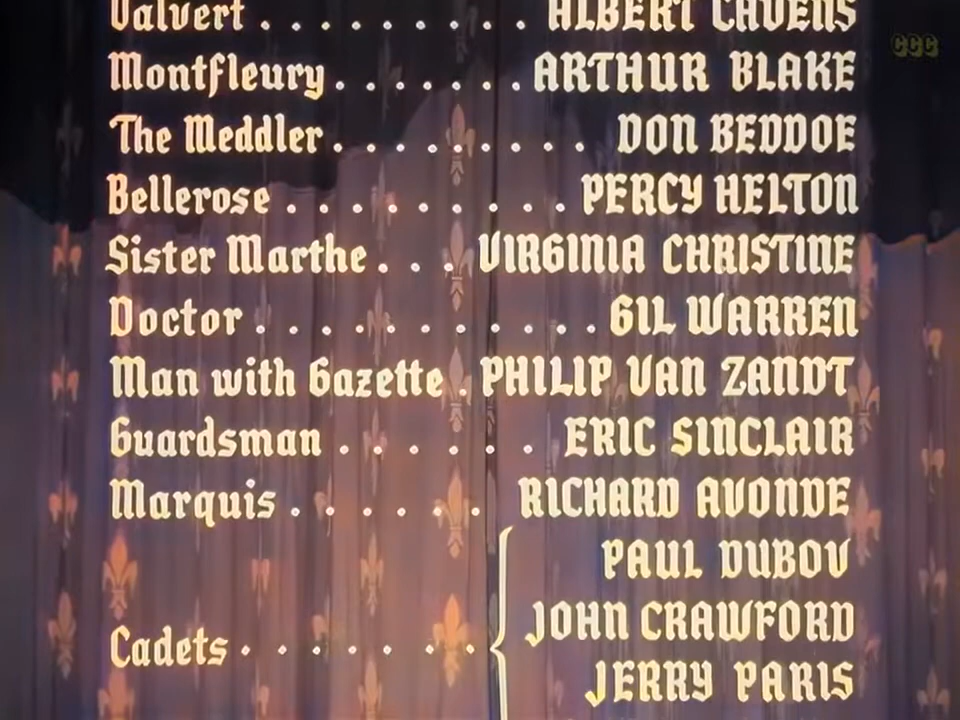 Valvert . . . . . . . . . ALBERT CAVENS
CCC
Montfleury . . . . . . . ARTHUR BLAKE
The Meddler . . . . . . . . . DON BEDDOE
Bellerose . . . . . . . . . . PERCY HELTON
Sister Marthe . . . VIRGINIA CHRISTINE
Doctor . . . . . . . . . . . GIL WARREN
Man with Gazette . PHILIP VAN ZANDT
Guardsman . . . . . . ERIC SINCLAIR
Marquis . . . . . . RICHARD AVONDE
PAUL DUBOV
JOHN CRAWFORD
Cadets . . . . . . . {
JERRY PARIS